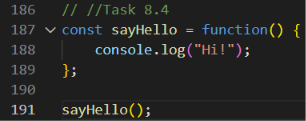 186 // //Task 8.4
187 const sayHello = function() {
188 console.log("Hi!");
189 };
190
191 sayHello();